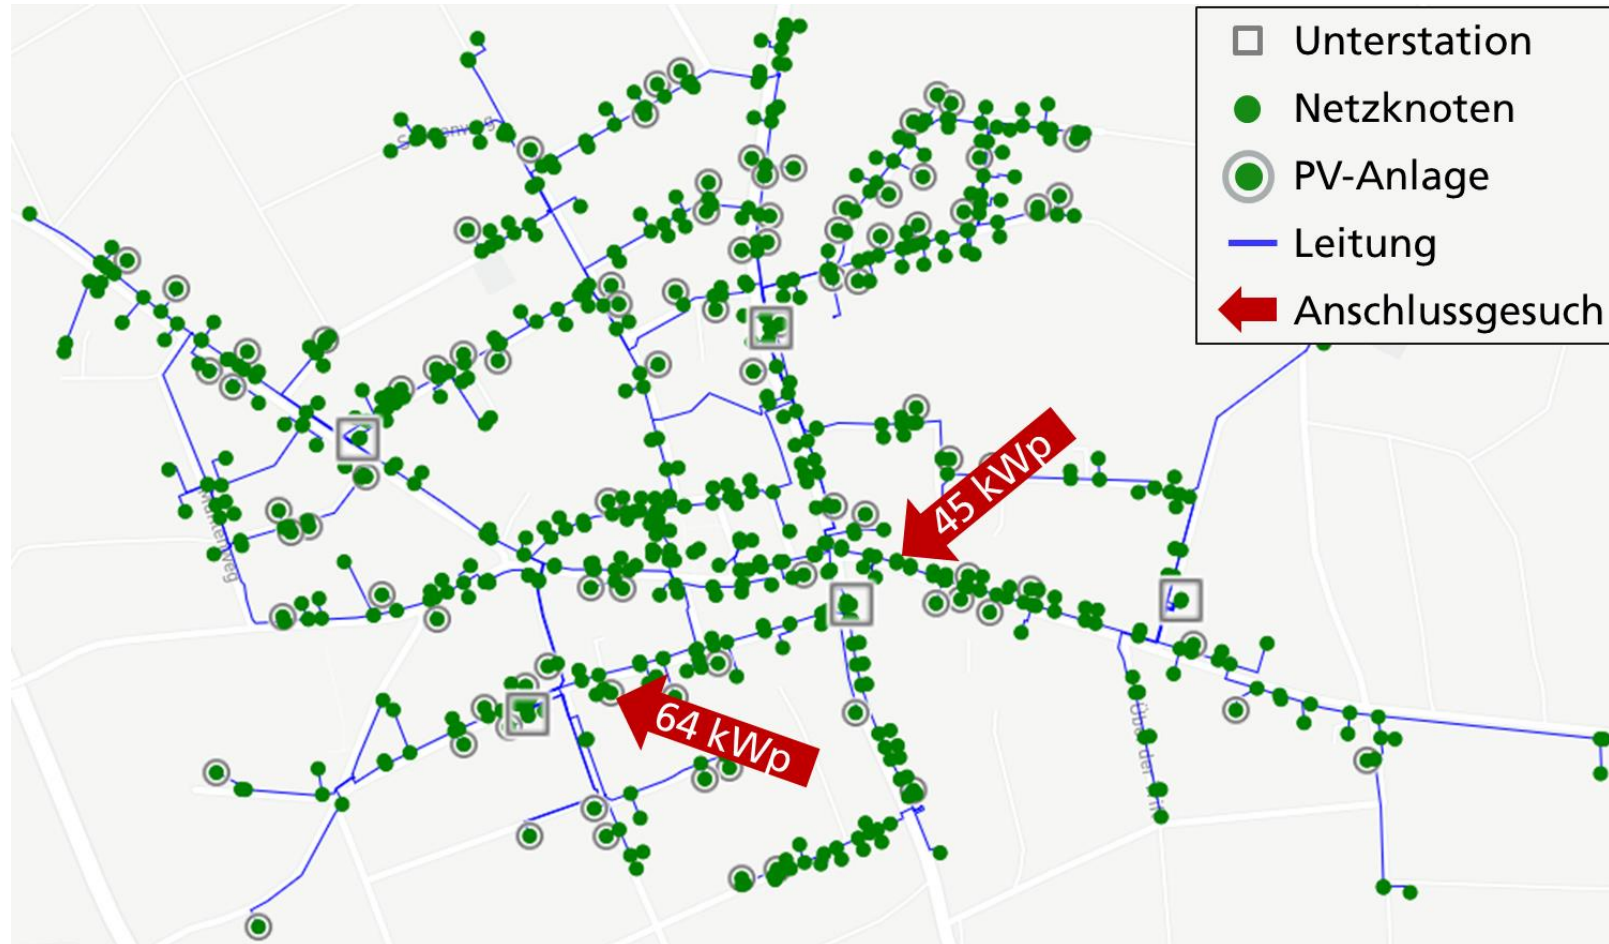 Unterstation
Netzknoten
PV-Anlage
Leitung
Anschlussgesuch
45 kWp
64 kWp